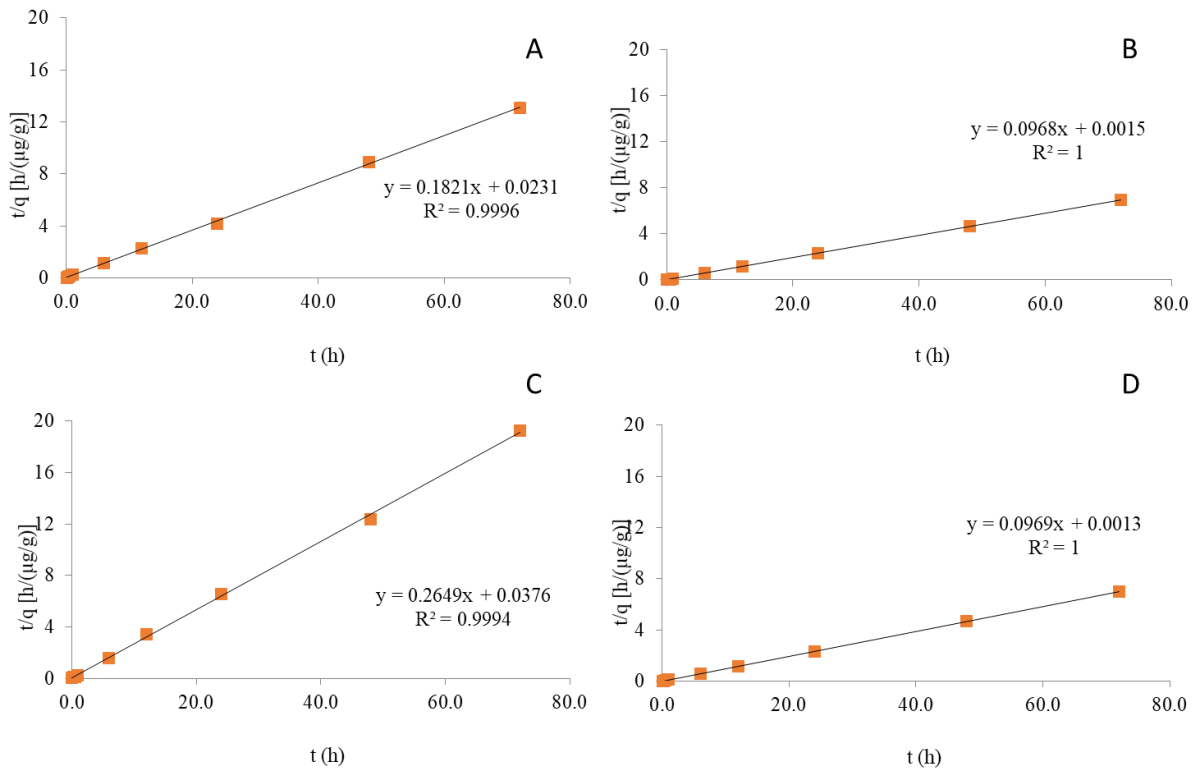 A
t/q [h/(µg/g)]
20
16
12
8
4
0
y = 0.1821x + 0.0231
R² = 0.9996
0.0 20.0 40.0 60.0 80.0
t (h)
B
t/q [h/(µg/g)]
20
16
12
8
4
0
y = 0.0968x + 0.0015
R² = 1
0.0 20.0 40.0 60.0 80.0
t (h)
C
t/q [h/(µg/g)]
20
16
12
8
4
0
y = 0.2649x + 0.0376
R² = 0.9994
0.0 20.0 40.0 60.0 80.0
t (h)
D
t/q [h/(µg/g)]
20
16
12
8
4
0
y = 0.0969x + 0.0013
R² = 1
0.0 20.0 40.0 60.0 80.0
t (h)